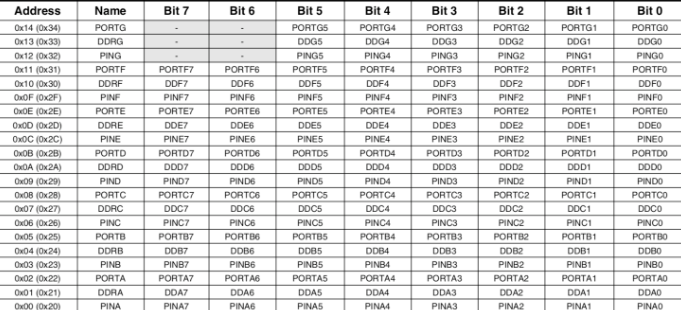 Address Name Bit 7 Bit 6 Bit 5 Bit 4 Bit 3 Bit 2 Bit 1 Bit 0
0x14 (0x34) PORTG - - PORTG5 PORTG4 PORTG3 PORTG2 PORTG1 PORTG0
0x13 (0x33) DDRG - - DDG5 DDG4 DDG3 DDG2 DDG1 DDG0
0x12 (0x32) PING - - PING5 PING4 PING3 PING2 PING1 PING0
0x11 (0x31) PORTF PORTF7 PORTF6 PORTF5 PORTF4 PORTF3 PORTF2 PORTF1 PORTF0
0x10 (0x30) DDRF DDF7 DDF6 DDF5 DDF4 DDF3 DDF2 DDF1 DDF0
0x0F (0x2F) PINF PINF7 PINF6 PINF5 PINF4 PINF3 PINF2 PINF1 PINF0
0x0E (0x2E) PORTE PORTE7 PORTE6 PORTE5 PORTE4 PORTE3 PORTE2 PORTE1 PORTE0
0x0D (0x2D) DDRE DDE7 DDE6 DDE5 DDE4 DDE3 DDE2 DDE1 DDE0
0x0C (0x2C) PINE PINE7 PINE6 PINE5 PINE4 PINE3 PINE2 PINE1 PINE0
0x0B (0x2B) PORTD PORTD7 PORTD6 PORTD5 PORTD4 PORTD3 PORTD2 PORTD1 PORTD0
0x0A (0x2A) DDRD DDD7 DDD6 DDD5 DDD4 DDD3 DDD2 DDD1 DDD0
0x09 (0x29) PIND PIND7 PIND6 PIND5 PIND4 PIND3 PIND2 PIND1 PIND0
0x08 (0x28) PORTC PORTC7 PORTC6 PORTC5 PORTC4 PORTC3 PORTC2 PORTC1 PORTC0
0x07 (0x27) DDRC DDC7 DDC6 DDC5 DDC4 DDC3 DDC2 DDC1 DDC0
0x06 (0x26) PINC PINC7 PINC6 PINC5 PINC4 PINC3 PINC2 PINC1 PINC0
0x05 (0x25) PORTB PORTB7 PORTB6 PORTB5 PORTB4 PORTB3 PORTB2 PORTB1 PORTB0
0x04 (0x24) DDRB DDB7 DDB6 DDB5 DDB4 DDB3 DDB2 DDB1 DDB0
0x03 (0x23) PINB PINB7 PINB6 PINB5 PINB4 PINB3 PINB2 PINB1 PINB0
0x02 (0x22) PORTA PORTA7 PORTA6 PORTA5 PORTA4 PORTA3 PORTA2 PORTA1 PORTA0
0x01 (0x21) DDRA DDA7 DDA6 DDA5 DDA4 DDA3 DDA2 DDA1 DDA0
0x00 (0x20) PINA PINA7 PINA6 PINA5 PINA4 PINA3 PINA2 PINA1 PINA0